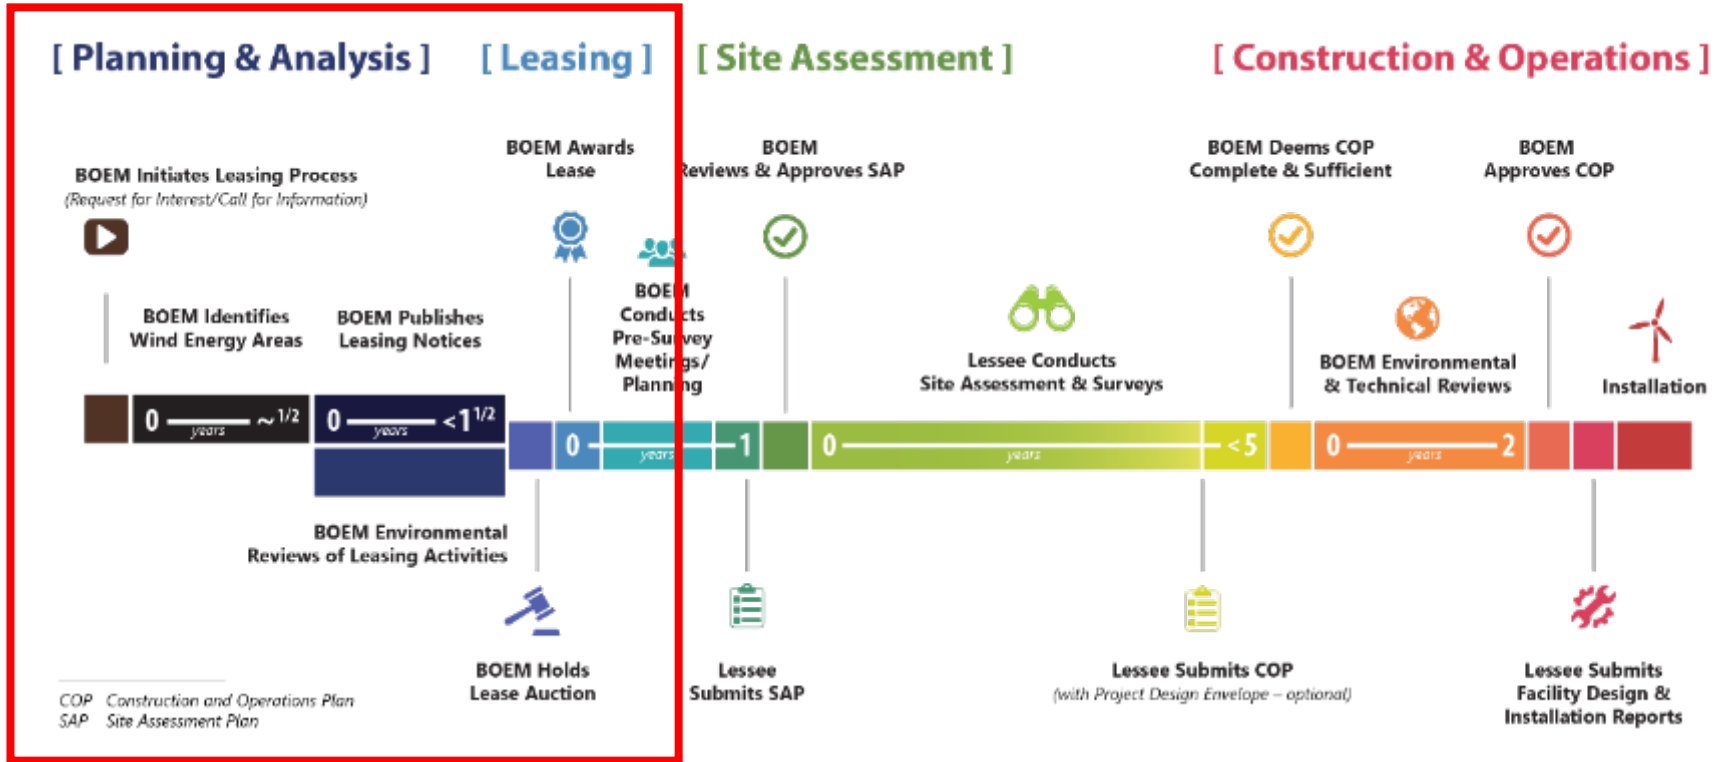 [ Planning & Analysis ]
[ Leasing ]
[ Site Assessment ]
[ Construction & Operations ]
BOEM Initiates Leasing Process
(Request for Interest/Call for Information)
BOEM Awards
Lease
BOEM
Reviews & Approves SAP
BOEM Deems COP
Complete & Sufficient
BOEM
Approves COP
BOEM Identifies
Wind Energy Areas
BOEM Publishes
Leasing Notices
BOEM
Conducts
Pre-Survey
Meetings/
Planning
Lessee Conducts
Site Assessment & Surveys
BOEM Environmental
& Technical Reviews
Installation
0 years ~1/2
0 years <1 1/2
0 years 1
0 years <5
0 years 2
BOEM Environmental
Reviews of Leasing Activities
BOEM Holds
Lease Auction
Lessee
Submits SAP
Lessee Submits COP
(with Project Design Envelope – optional)
Lessee Submits
Facility Design &
Installation Reports
COP Construction and Operations Plan
SAP Site Assessment Plan